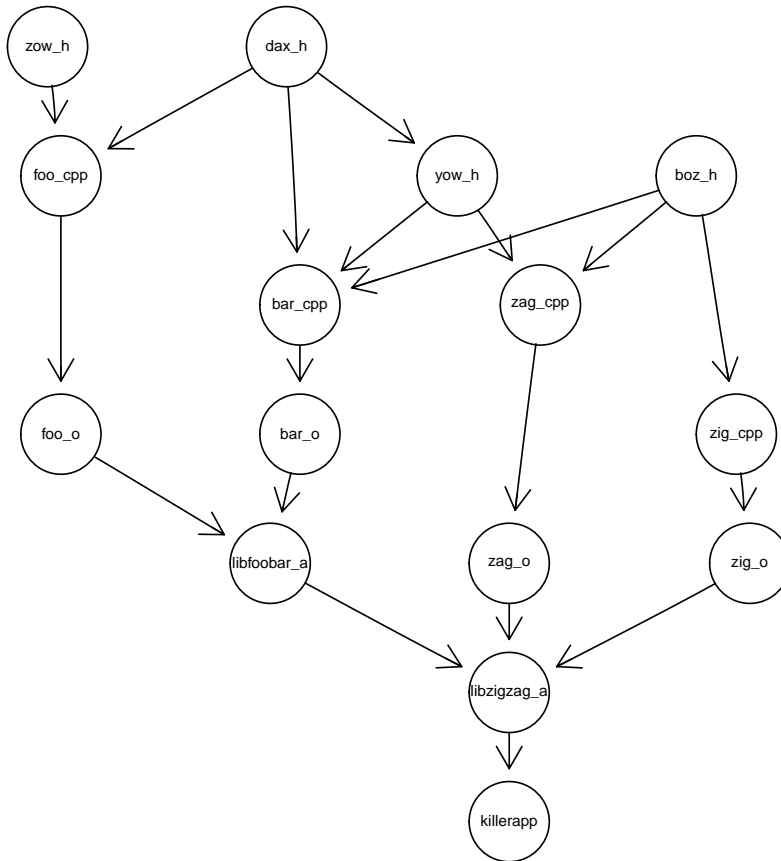 zow_h
dax_h
foo_cpp
yow_h
boz_h
bar_cpp
zag_cpp
foo_o
bar_o
zig_cpp
libfoobar_a
zag_o
zig_o
libzigzag_a
killerapp